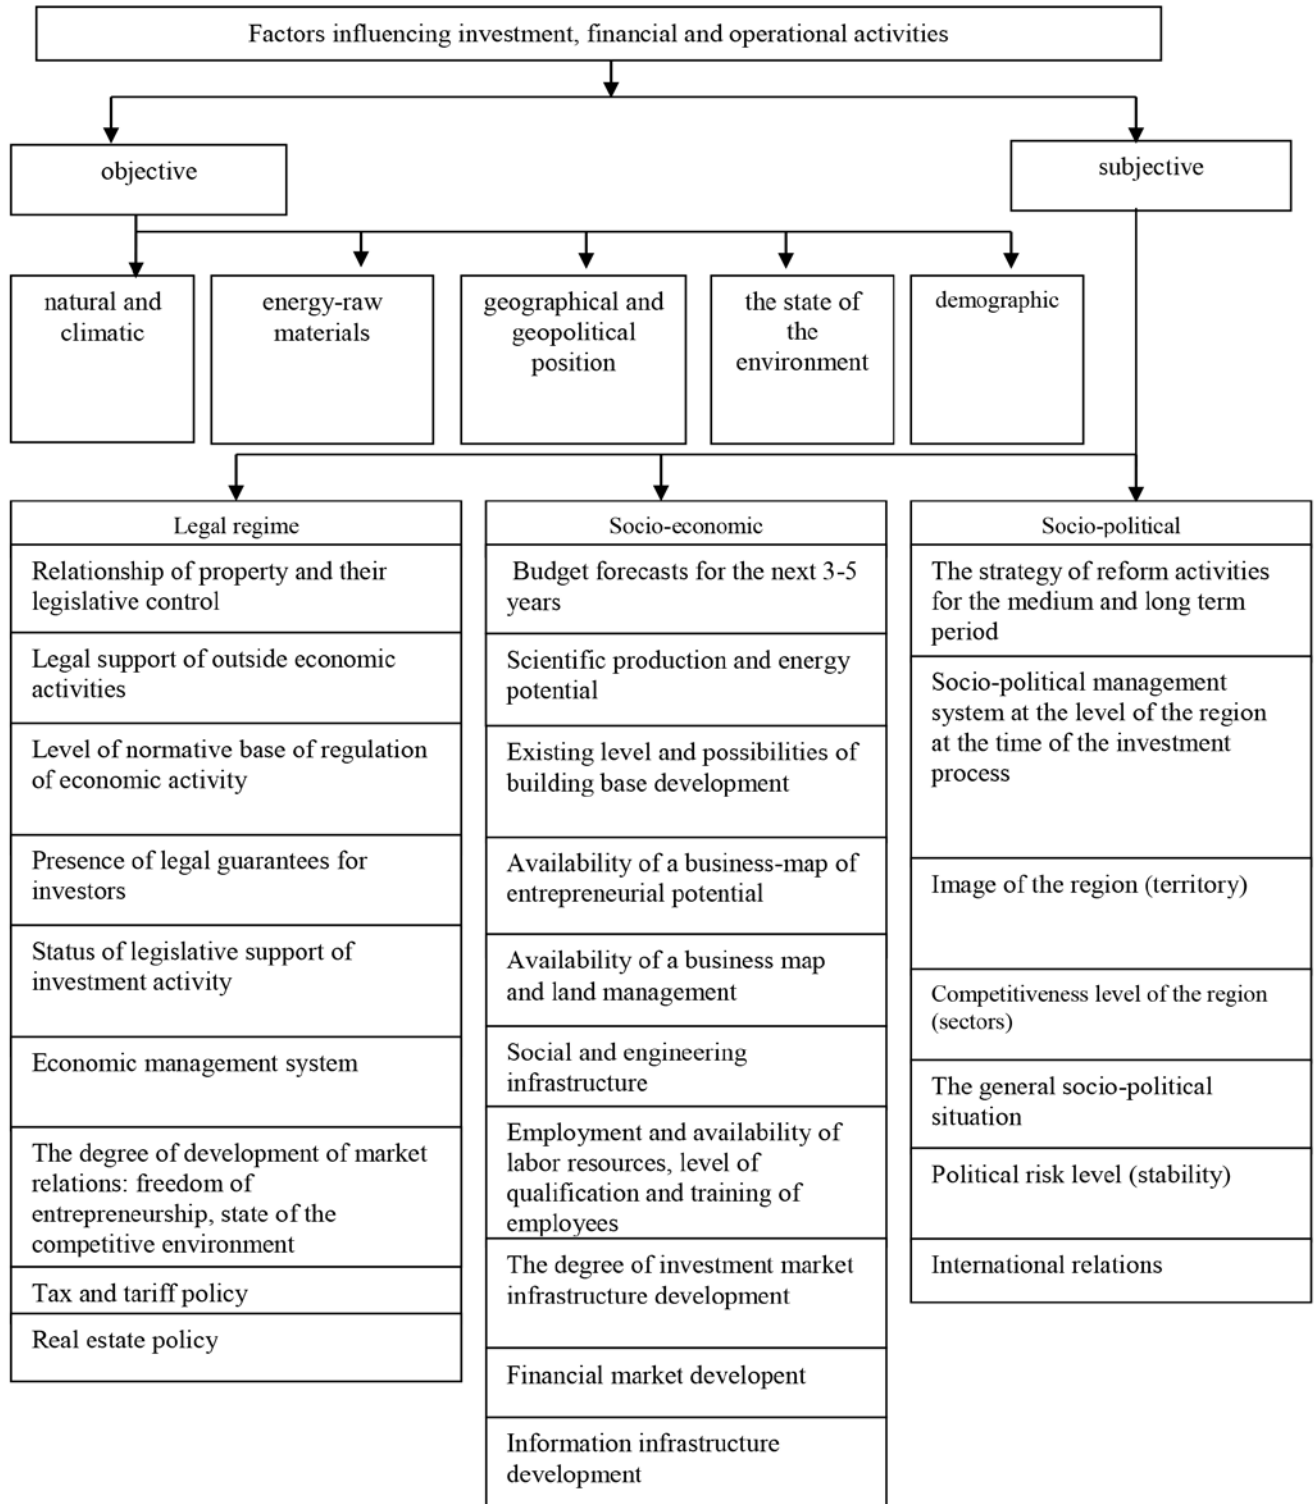 Factors influencing investment, financial and operational activities
objective
subjective
natural and
climatic
energy-raw
materials
geographical and
geopolitical
position
the state of
the
environment
demographic
Legal regime
Relationship of property and their
legislative control
Legal support of outside economic
activities
Level of normative base of regulation
of economic activity
Presence of legal guarantees for
investors
Status of legislative support of
investment activity
Economic management system
The degree of development of market
relations: freedom of
entrepreneurship, state of the
competitive environment
Tax and tariff policy
Real estate policy
Socio-economic
Budget forecasts for the next 3-5
years
Scientific production and energy
potential
Existing level and possibilities of
building base development
Availability of a business-map of
entrepreneurial potential
Availability of a business map
and land management
Social and engineering
infrastructure
Employment and availability of
labor resources, level of
qualification and training of
employees
The degree of investment market
infrastructure development
Financial market developent
Information infrastructure
development
Socio-political
The strategy of reform activities
for the medium and long term
period
Socio-political management
system at the level of the region
at the time of the investment
process
Image of the region (territory)
Competitiveness level of the region
(sectors)
The general socio-political
situation
Political risk level (stability)
International relations